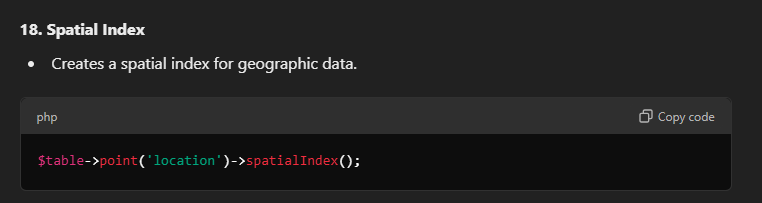 18. Spatial Index
• Creates a spatial index for geographic data.
php Copy code
$table->point('location')->spatialIndex();